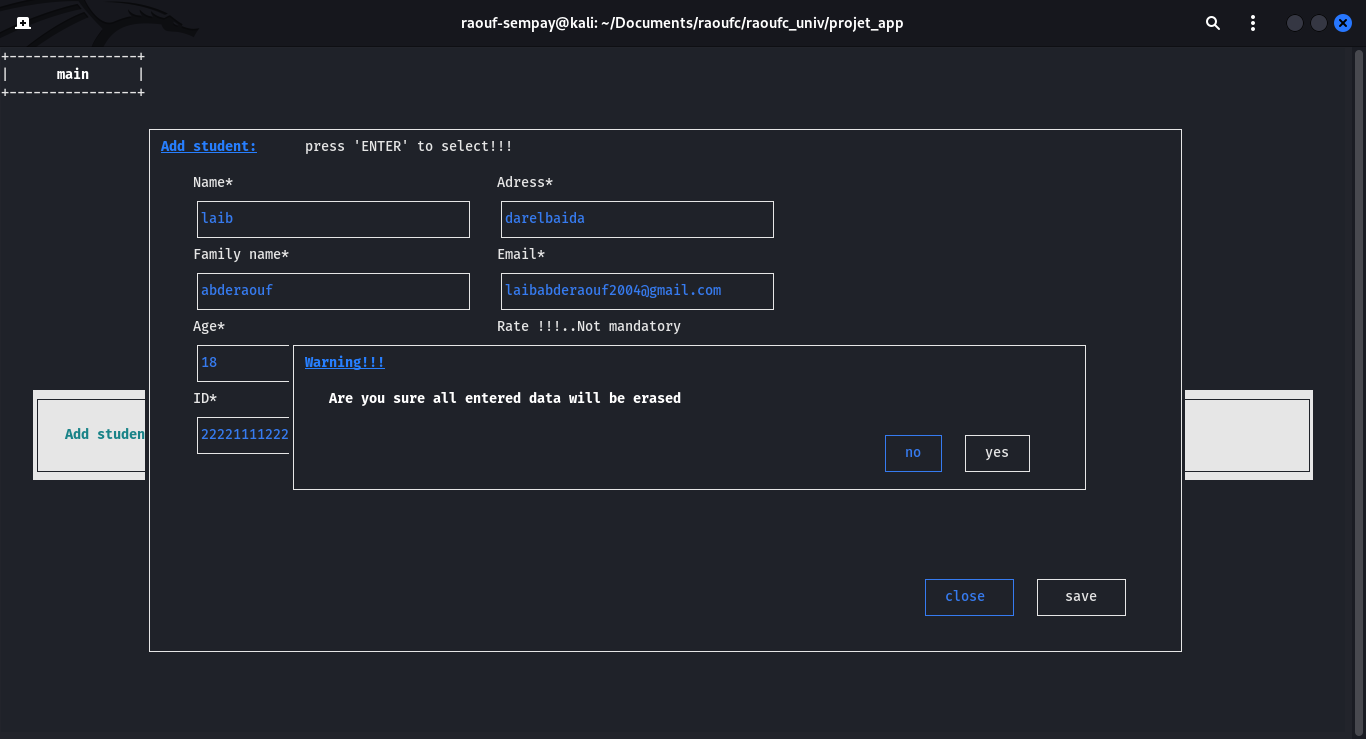 raouf-sempay@kali: ~/Documents/raoufc/raoufc_univ/projet_app
+----------------+
|      main      |
+----------------+
Add student:      press 'ENTER' to select!!!
Name*      Adress*
laib      darelbaida
Family name*      Email*
abderaouf      laibabderaouf2004@gmail.com
Age*      Rate !!!..Not mandatory
18      Warning!!!
ID*      Are you sure all entered data will be erased
Add studen      22221111222
no      yes
close      save